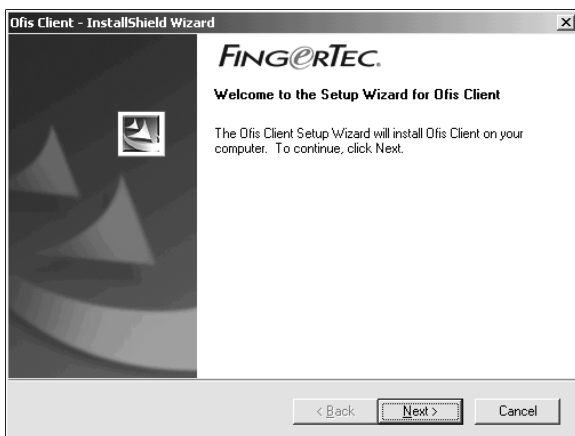 Ofis Client - InstallShield Wizard
FINGERTEC.
Welcome to the Setup Wizard for Ofis Client
The Ofis Client Setup Wizard will install Ofis Client on your
computer. To continue, click Next.
< Back
Next >
Cancel